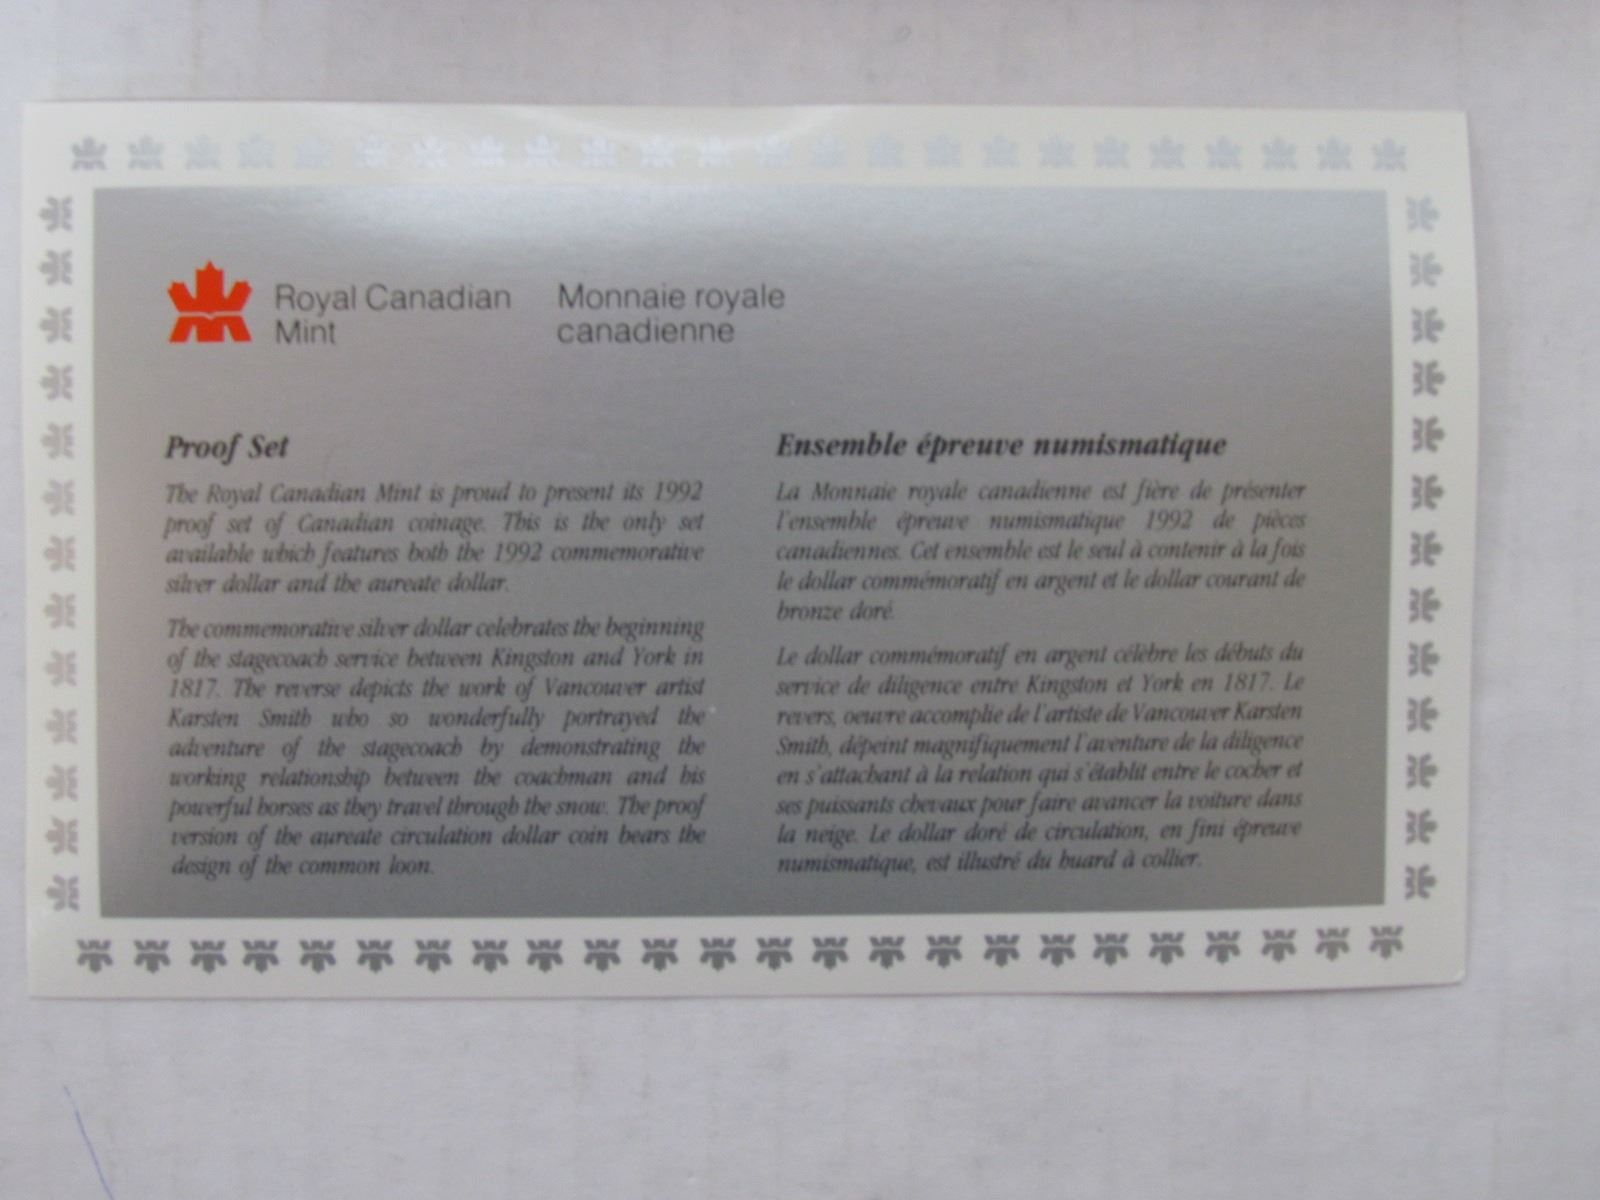 Royal Canadian
Mint
Monnaie royale
canadienne
Proof Set
The Royal Canadian Mint is proud to present its 1992
proof set of Canadian coinage. This is the only set
available which features both the 1992 commemorative
silver dollar and the aureate dollar.
The commemorative silver dollar celebrates the beginning
of the stagecoach service between Kingston and York in
1817. The reverse depicts the work of Vancouver artist
Karsten Smith who so wonderfully portrayed the
adventure of the stagecoach by demonstrating the
working relationship between the coachman and his
powerful horses as they travel through the snow. The proof
version of the aureate circulation dollar coin bears the
design of the common loon.
Ensemble épreuve numismatique
La Monnaie royale canadienne est fière de présenter
l'ensemble épreuve numismatique 1992 de pièces
canadiennes. Cet ensemble est le seul à contenir à la fois
le dollar commémoratif en argent et le dollar courant de
bronze doré.
Le dollar commémoratif en argent célèbre les débuts du
service de diligence entre Kingston et York en 1817. Le
revers, oeuvre accomplie de l'artiste de Vancouver Karsten
Smith, dépeint magnifiquement l'aventure de la diligence
en s'attachant à la relation qui s'établit entre le cocher et
ses puissants chevaux pour faire avancer la voiture dans
la neige. Le dollar doré de circulation, en fini épreuve
numismatique, est illustré du huard à collier.